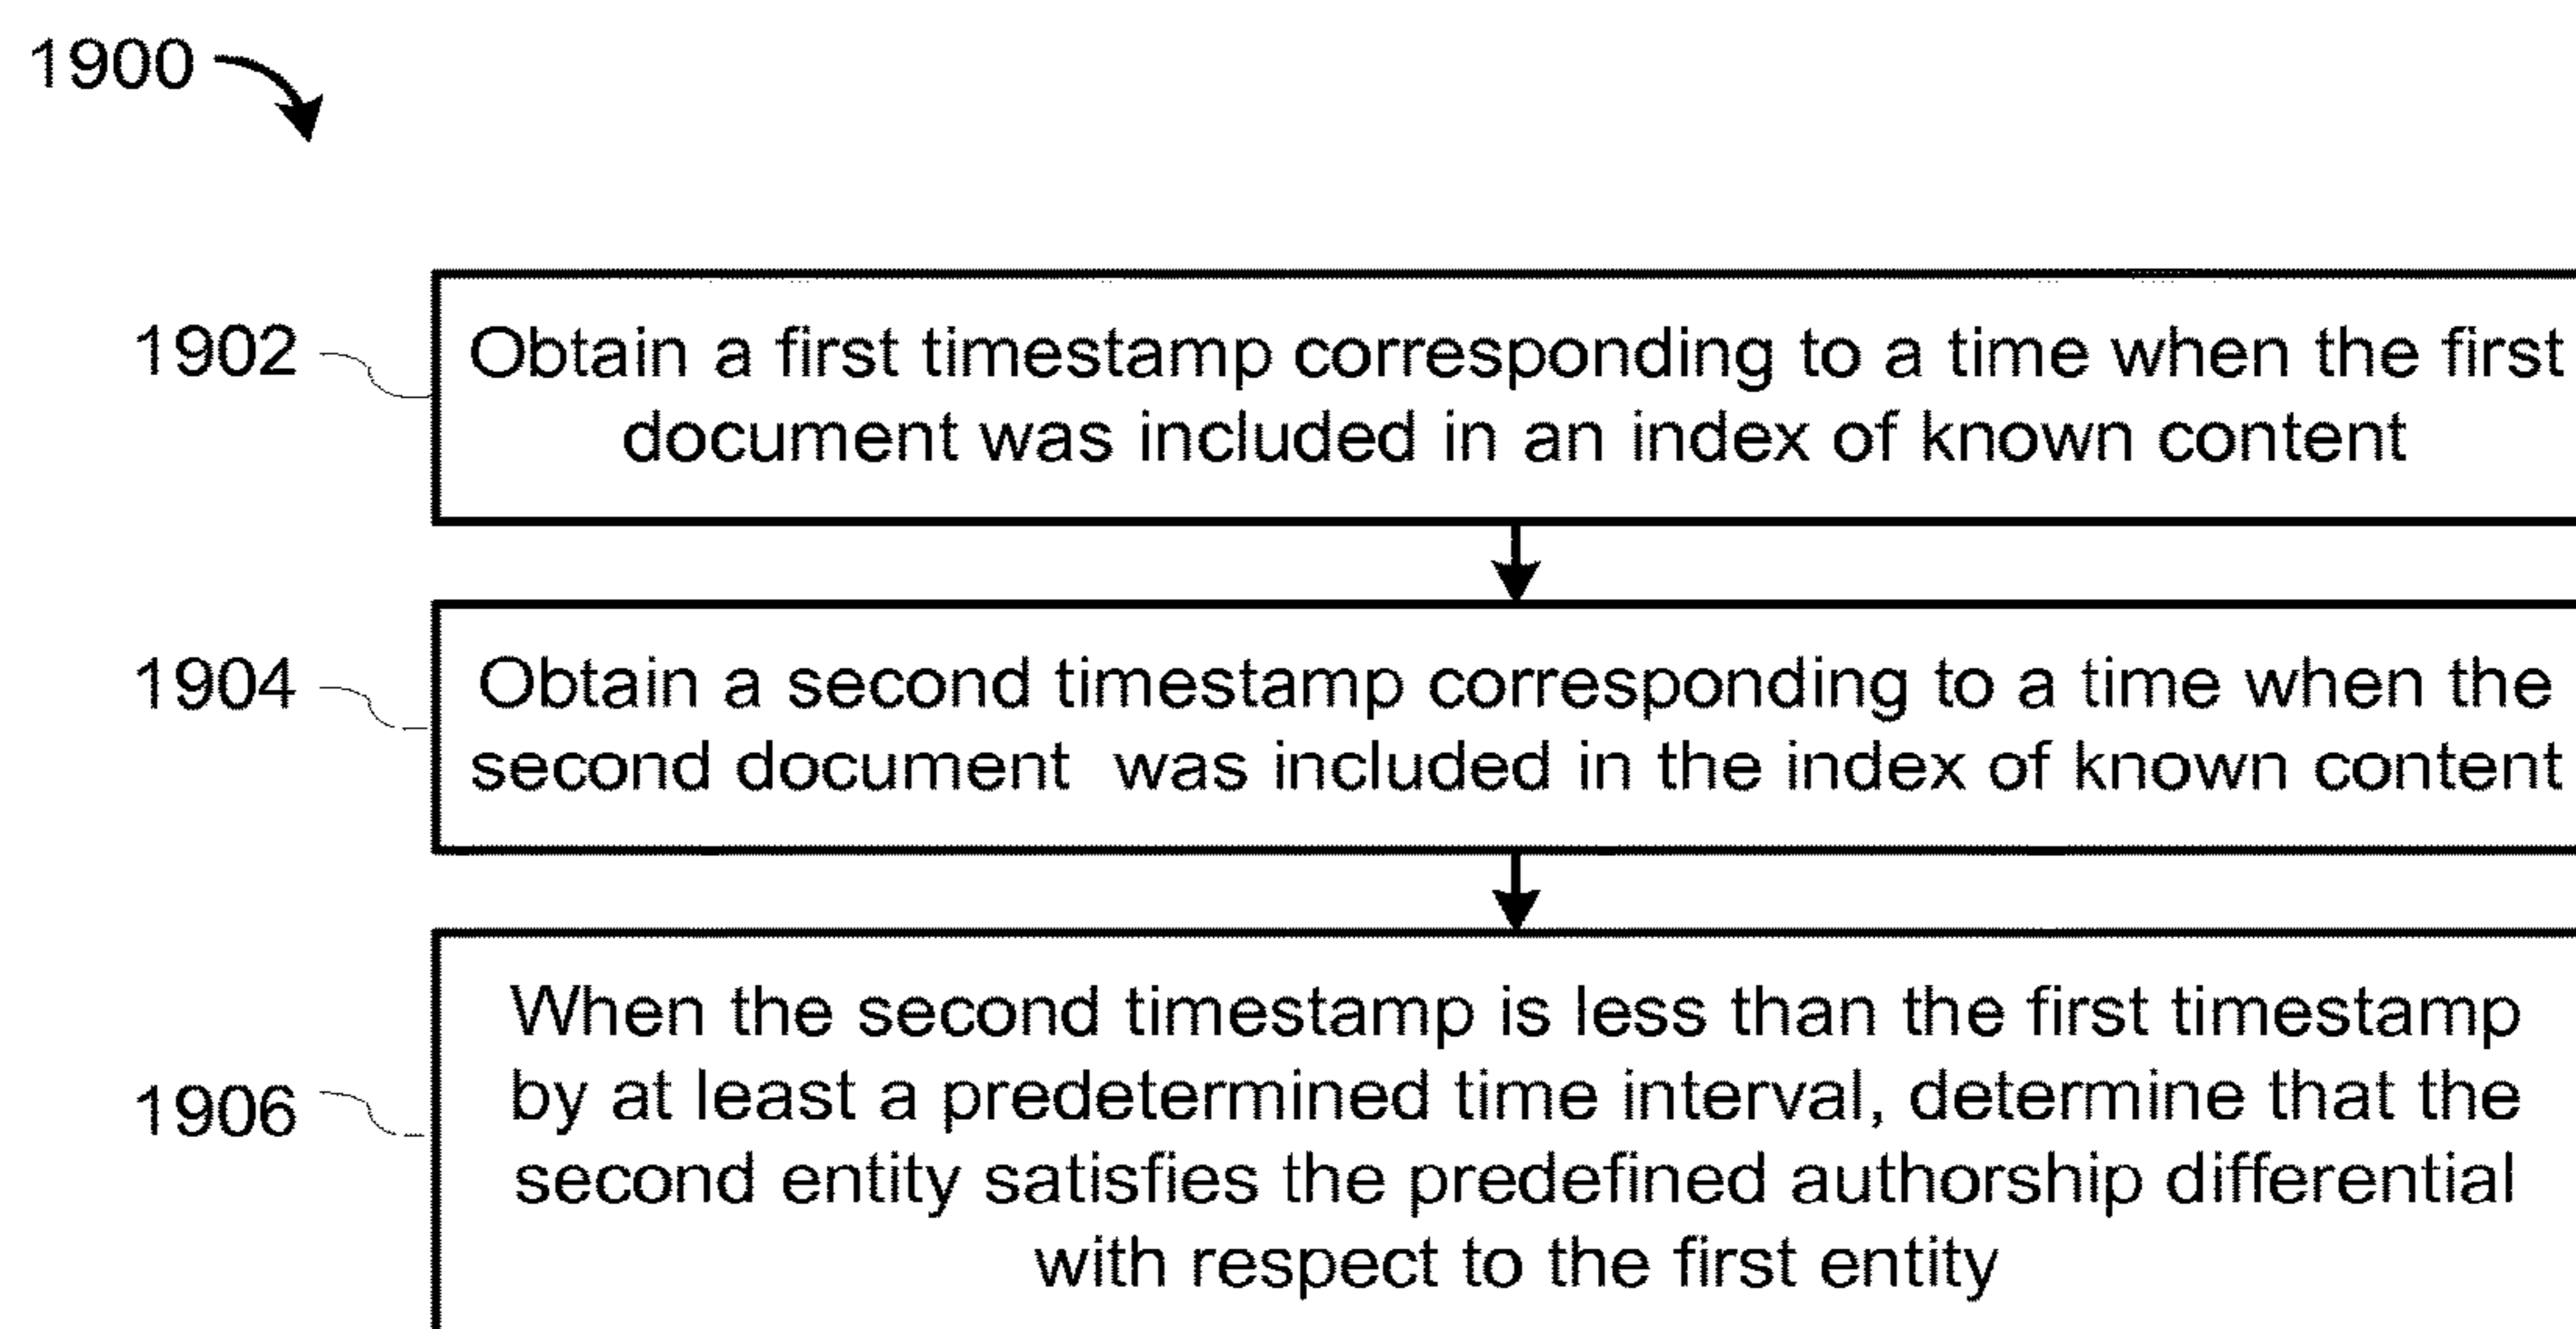 1900
1902
Obtain a first timestamp corresponding to a time when the first
document was included in an index of known content
1904
Obtain a second timestamp corresponding to a time when the
second document was included in the index of known content
1906
When the second timestamp is less than the first timestamp
by at least a predetermined time interval, determine that the
second entity satisfies the predefined authorship differential
with respect to the first entity